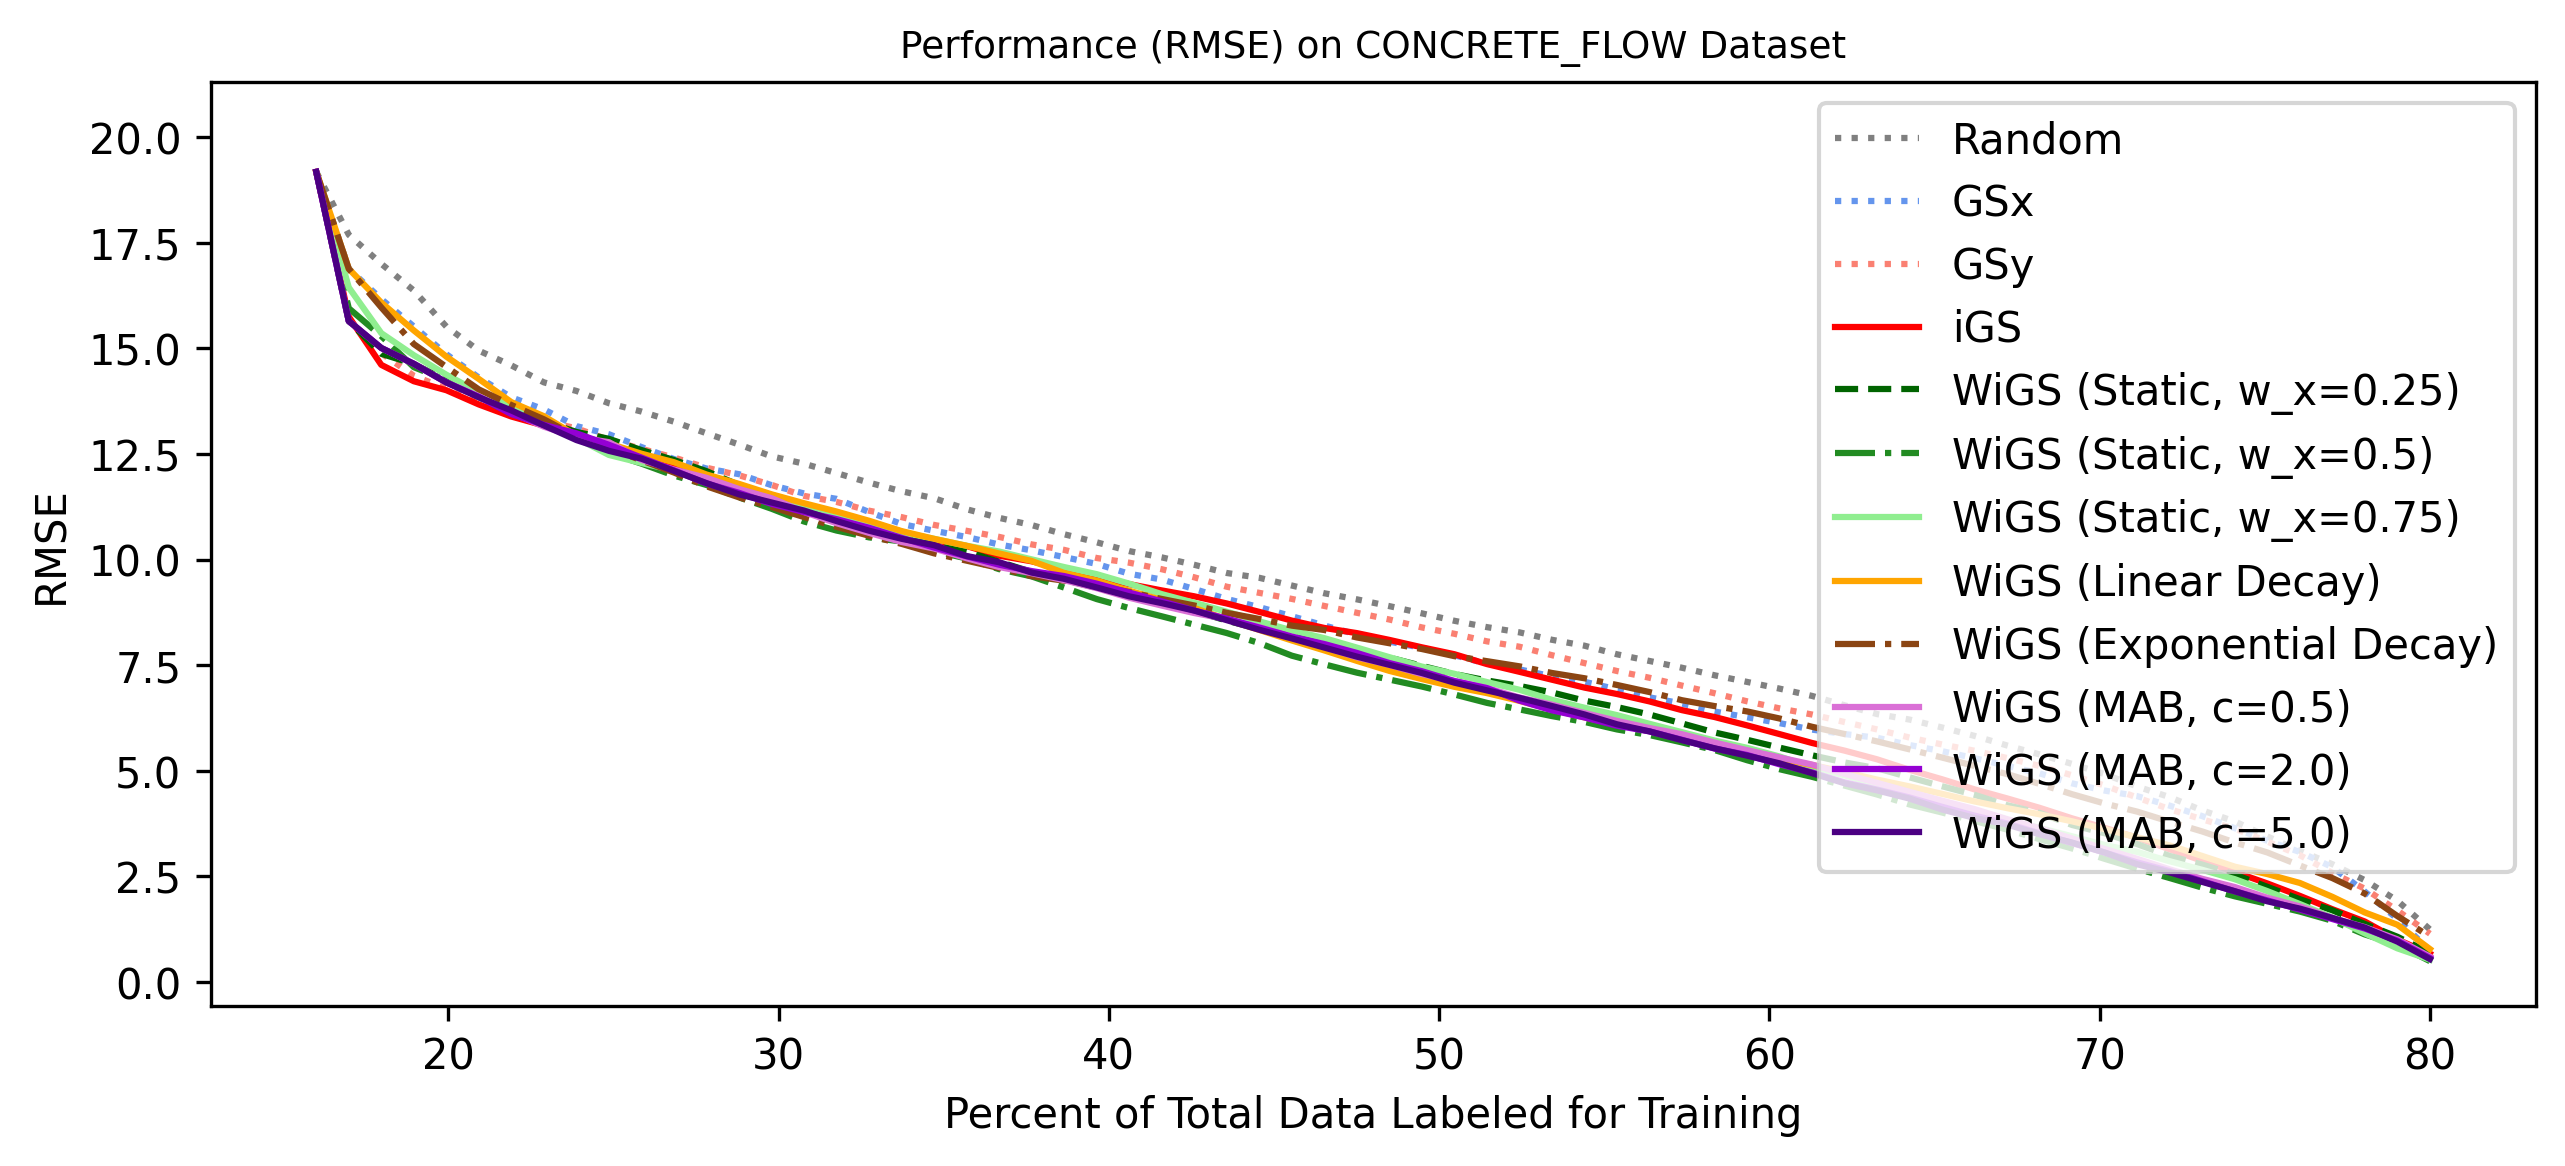 Performance (RMSE) on CONCRETE_FLOW Dataset
RMSE
20.0
17.5
15.0
12.5
10.0
7.5
5.0
2.5
0.0
Random
GSx
GSy
iGS
WiGS (Static, w_x=0.25)
WiGS (Static, w_x=0.5)
WiGS (Static, w_x=0.75)
WiGS (Linear Decay)
WiGS (Exponential Decay)
WiGS (MAB, c=0.5)
WiGS (MAB, c=2.0)
WiGS (MAB, c=5.0)
20 30 40 50 60 70 80
Percent of Total Data Labeled for Training